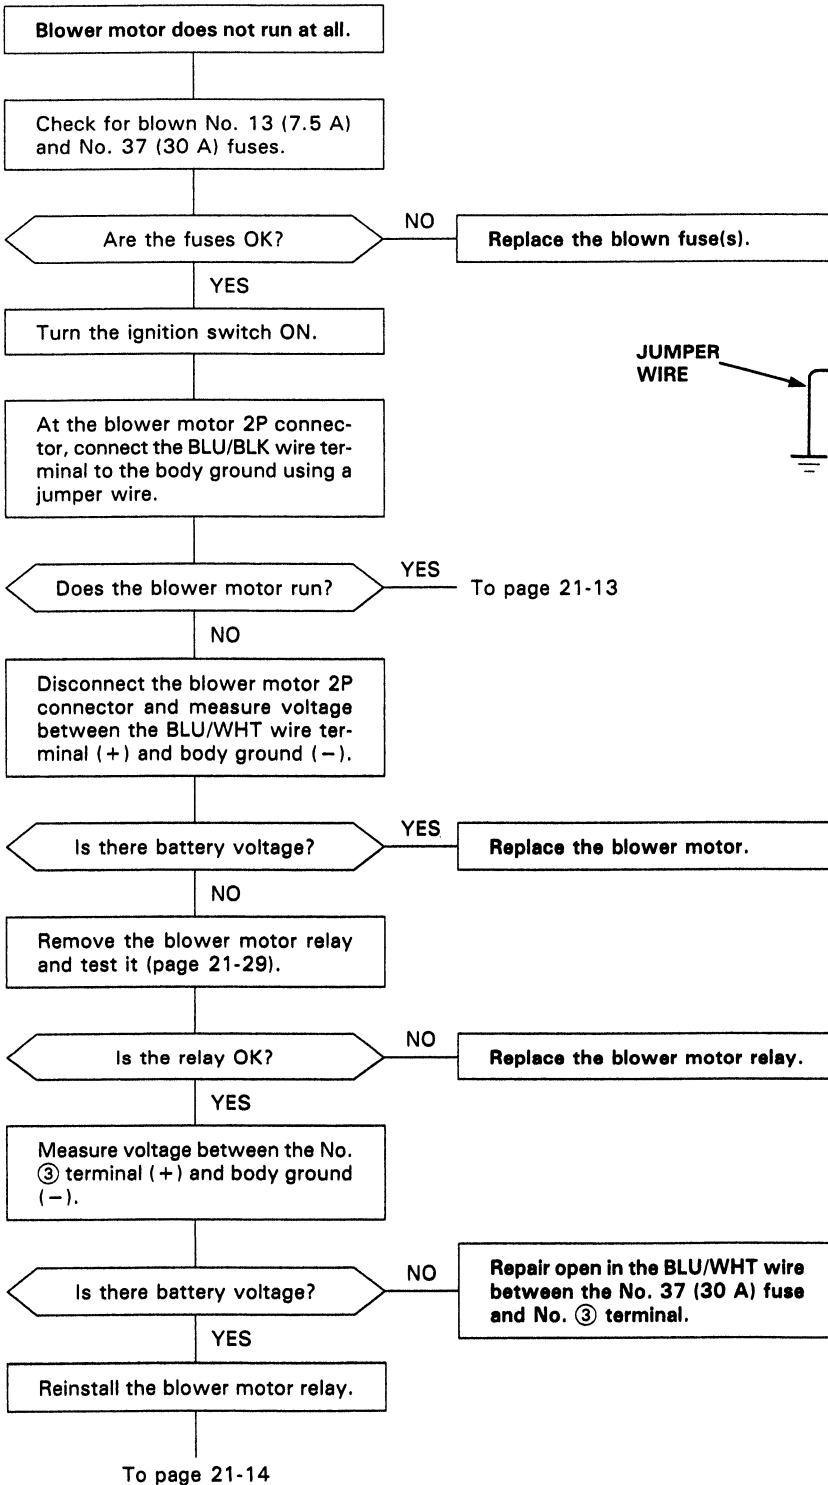 Blower motor does not run at all.
Check for blown No. 13 (7.5 A)
and No. 37 (30 A) fuses.
Are the fuses OK?
NO
Replace the blown fuse(s).
YES
Turn the ignition switch ON.
JUMPER
WIRE
At the blower motor 2P connec-
tor, connect the BLU/BLK wire ter-
minal to the body ground using a
jumper wire.
Does the blower motor run?
YES
To page 21-13
NO
Disconnect the blower motor 2P
connector and measure voltage
between the BLU/WHT wire ter-
minal (+) and body ground (−).
Is there battery voltage?
YES
Replace the blower motor.
NO
Remove the blower motor relay
and test it (page 21-29).
Is the relay OK?
NO
Replace the blower motor relay.
YES
Measure voltage between the No.
③ terminal (+) and body ground
(−).
Is there battery voltage?
NO
Repair open in the BLU/WHT wire
between the No. 37 (30 A) fuse
and No. ③ terminal.
YES
Reinstall the blower motor relay.
To page 21-14